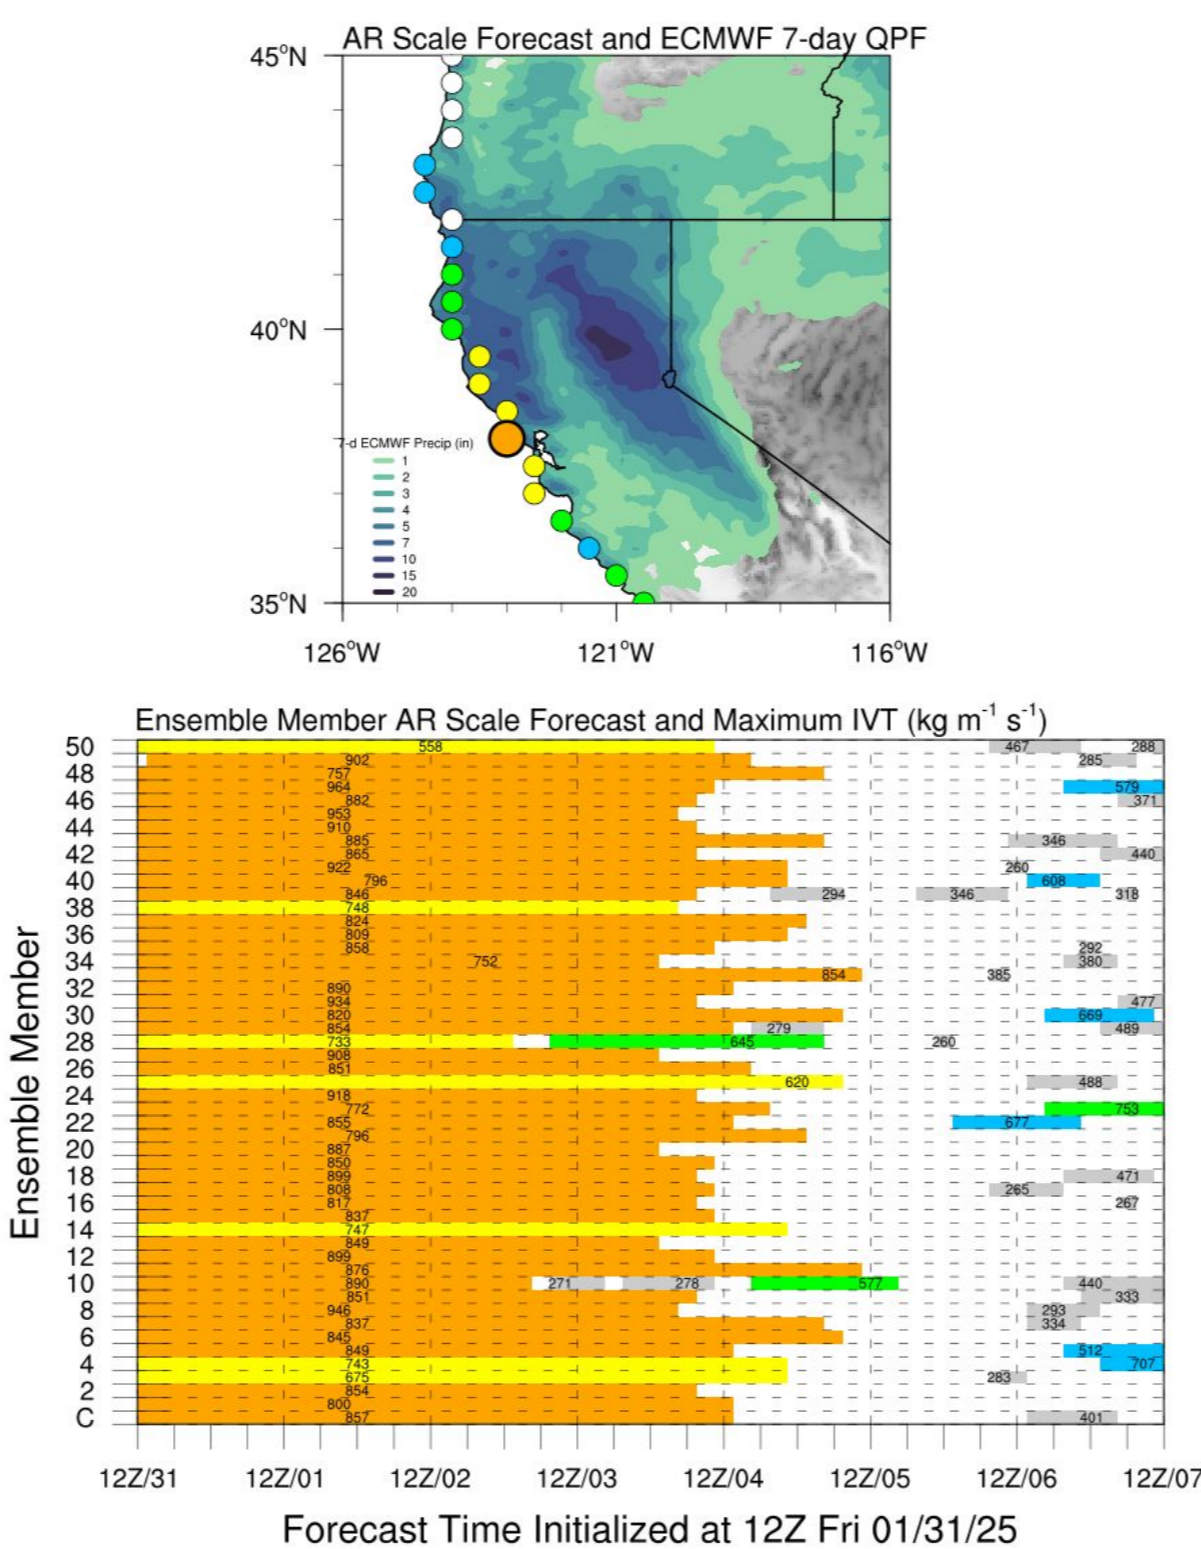 AR Scale Forecast and ECMWF 7-day QPF
45°N
40°N
7-d ECMWF Precip (in)
1
2
3
4
5
7
10
15
20
35°N
126°W 121°W 116°W
Ensemble Member AR Scale Forecast and Maximum IVT (kg m⁻¹ s⁻¹)
Ensemble Member
50 558 467 288
902 285
48 757
964 579
46 882 371
953
44 910
885 346
42 865 440
922 260
40 796 608
846 294 346 318
38 748
824
36 809
858 292
34 752 380
854 385
32 890
934 477
30 820 669
854 279 489
28 733 645 260
908
26 851
620 488
24 918
772 753
22 855 677
796
20 887
850
18 899 471
808 265
16 817 267
837
14 747
849
12 899
876
10 890 271 278 577 440
851 333
8 946 293
837 334
6 845
849 512
4 743 707
675 283
2 854
800
C 857 401
12Z/31 12Z/01 12Z/02 12Z/03 12Z/04 12Z/05 12Z/06 12Z/07
Forecast Time Initialized at 12Z Fri 01/31/25